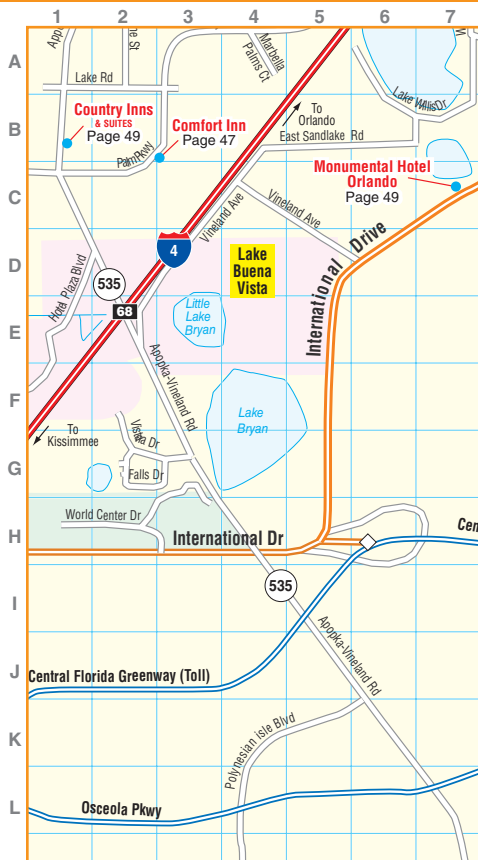 1 2 3 4 5 6 7
A
B
C
D
E
F
G
H
I
J
K
L
App
ne St
Marbella
Palms Ct
Lake Rd
Lake Willis Dr
Country Inns
& SUITES
Page 49
Comfort Inn
Page 47
To
Orlando
East Sandlake Rd
Palm Pkwy
Monumental Hotel
Orlando
Page 49
Vineland Ave
Vineland Ave
International Drive
4
Lake
Buena
Vista
Hotel Plaza Blvd
535
68
Little
Lake
Bryan
Apopka-Vineland Rd
To
Kissimmee
Lake
Bryan
Vista Dr
Falls Dr
World Center Dr
International Dr
Cen
535
Apopka-Vineland Rd
Central Florida Greenway (Toll)
Polynesian isle Blvd
Osceola Pkwy